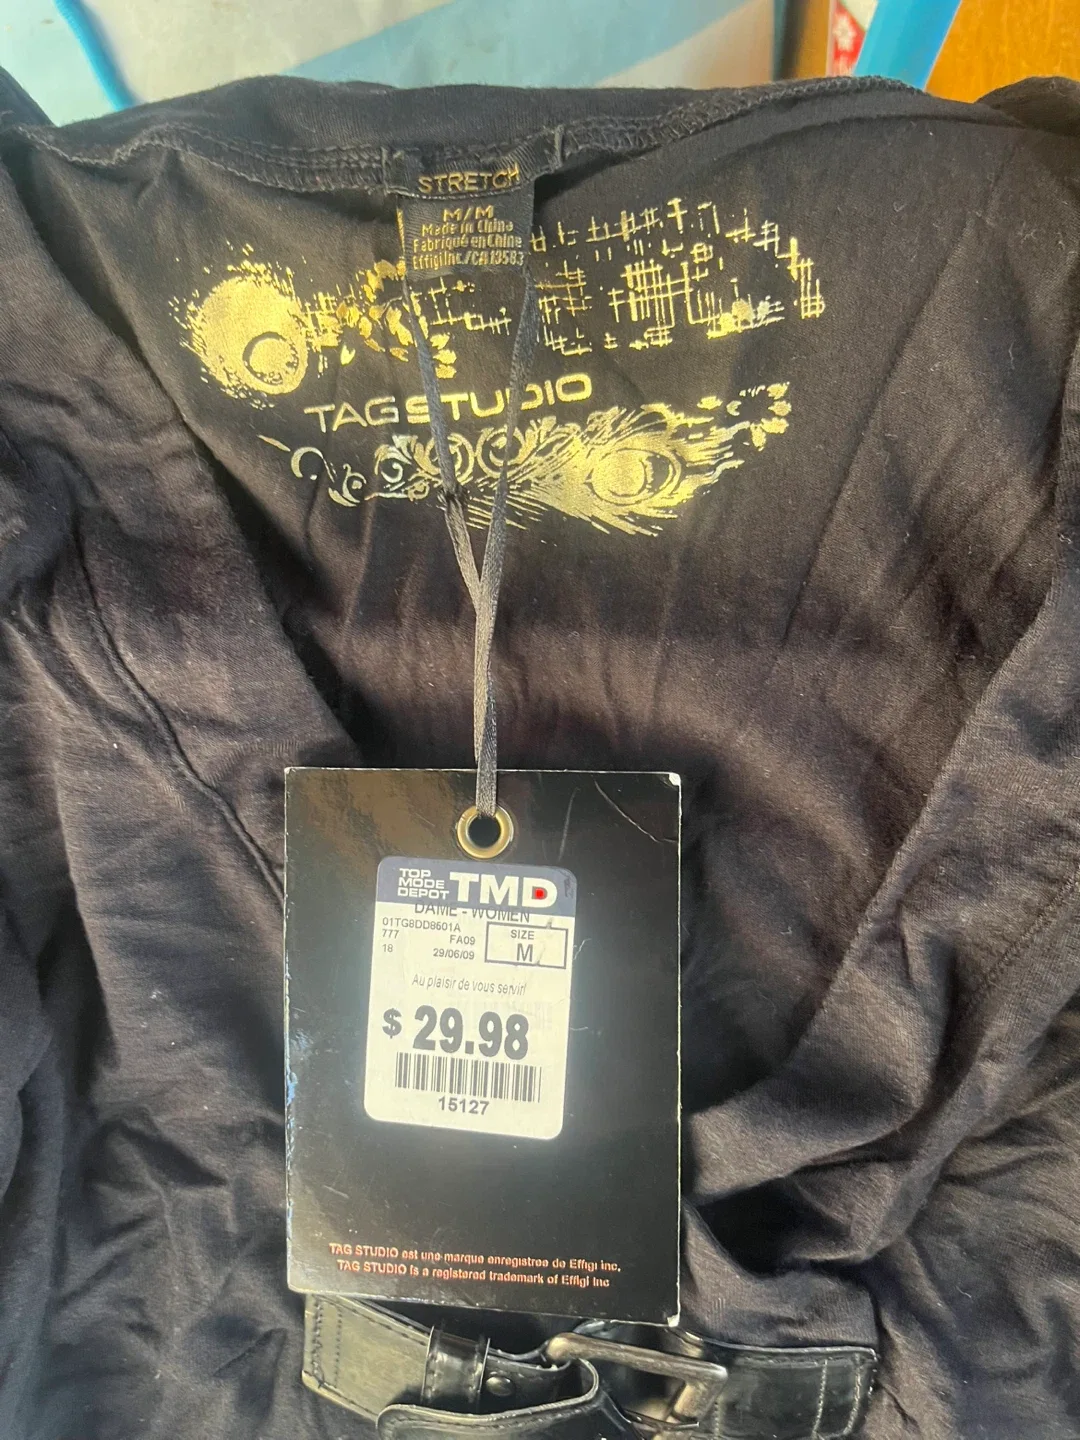 STRETCH
M/M
Made in China
Fabriqué en Chine
Effigi Inc./CA 19583
TAG STUDIO
TOP
MODE
DEPOT
TMD
DAME - WOMEN
01TG8DD8601A
777 FA09
18 29/06/09
SIZE
M
Au plaisir de vous servir!
$ 29.98
15127
TAG STUDIO est une marque enregistree de Effigi inc.
TAG STUDIO is a registered trademark of Effigi inc